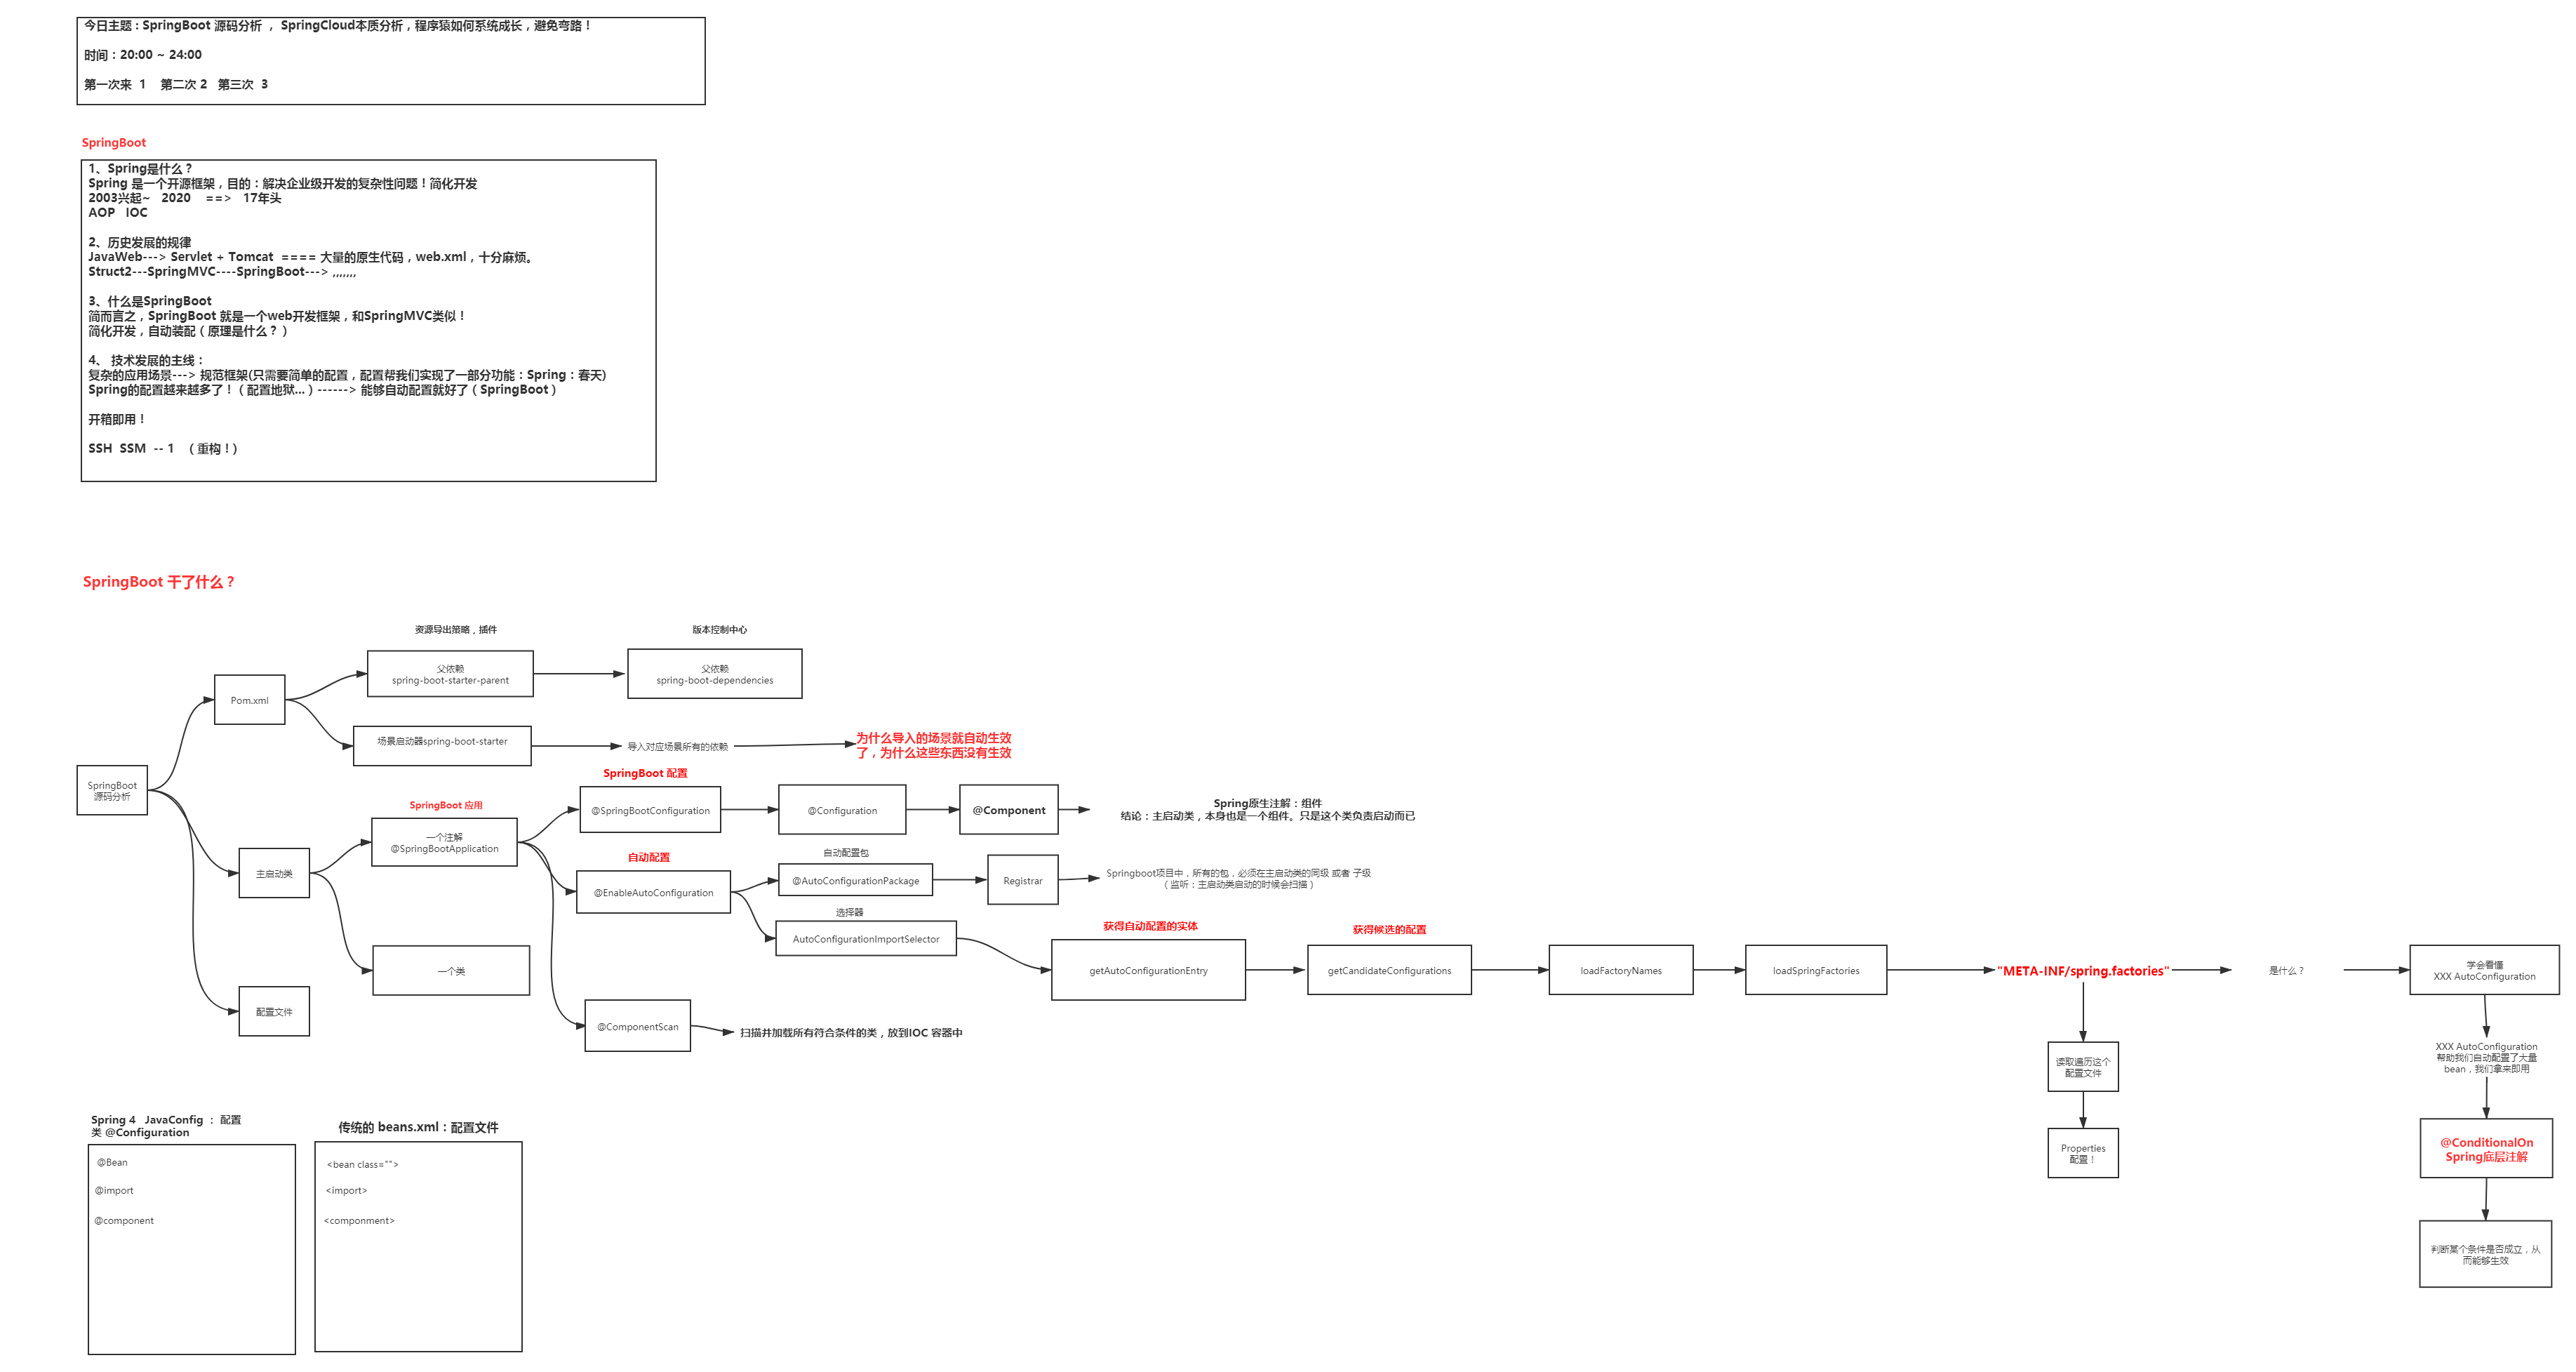 今日主题：SpringBoot 源码分析 ， SpringCloud本质分析，程序猿如何系统成长，避免弯路！
时间：20:00 ~ 24:00
第一次来 1 第二次 2 第三次 3
SpringBoot
1、Spring是什么？
Spring 是一个开源框架，目的：解决企业级开发的复杂性问题！简化开发
2003兴起~ 2020 ==> 17年头
AOP IOC
2、历史发展的规律
JavaWeb---> Servlet + Tomcat ==== 大量的原生代码，web.xml，十分麻烦。
Struct2---SpringMVC----SpringBoot---> ,,,,,,,
3、什么是SpringBoot
简而言之，SpringBoot 就是一个web开发框架，和SpringMVC类似！
简化开发，自动装配（原理是什么？）
4、 技术发展的主线：
复杂的应用场景---> 规范框架(只需要简单的配置，配置帮我们实现了一部分功能：Spring：春天)
Spring的配置越来越多了！（配置地狱...）------> 能够自动配置就好了（SpringBoot）
开箱即用！
SSH SSM -- 1 （重构！）
SpringBoot 干了什么？
资源导出策略，插件
版本控制中心
父依赖
spring-boot-starter-parent
父依赖
spring-boot-dependencies
Pom.xml
场景启动器spring-boot-starter
导入对应场景所有的依赖
为什么导入的场景就自动生效
了，为什么这些东西没有生效
SpringBoot
源码分析
SpringBoot 配置
SpringBoot 应用
@SpringBootConfiguration
@Configuration
@Component
Spring原生注解：组件
结论：主启动类，本身也是一个组件。只是这个类负责启动而已
一个注解
@SpringBootApplication
主启动类
自动配置
@EnableAutoConfiguration
自动配置包
@AutoConfigurationPackage
Registrar
Springboot项目中，所有的包，必须在主启动类的同级 或者 子级
（监听：主启动类启动的时候会扫描）
选择器
AutoConfigurationImportSelector
获得自动配置的实体
getAutoConfigurationEntry
获得候选的配置
getCandidateConfigurations
loadFactoryNames
loadSpringFactories
"META-INF/spring.factories"
是什么？
学会看懂
XXX AutoConfiguration
一个类
配置文件
@ComponentScan
扫描并加载所有符合条件的类，放到IOC 容器中
读取遍历这个
配置文件
XXX AutoConfiguration
帮助我们自动配置了大量
bean，我们拿来即用
Properties
配置！
@ConditionalOn
Spring底层注解
判断某个条件是否成立，从
而能够生效
Spring 4 JavaConfig ： 配置
类 @Configuration
@Bean
@import
@component
传统的 beans.xml：配置文件
<bean class="">
<import>
<componment>